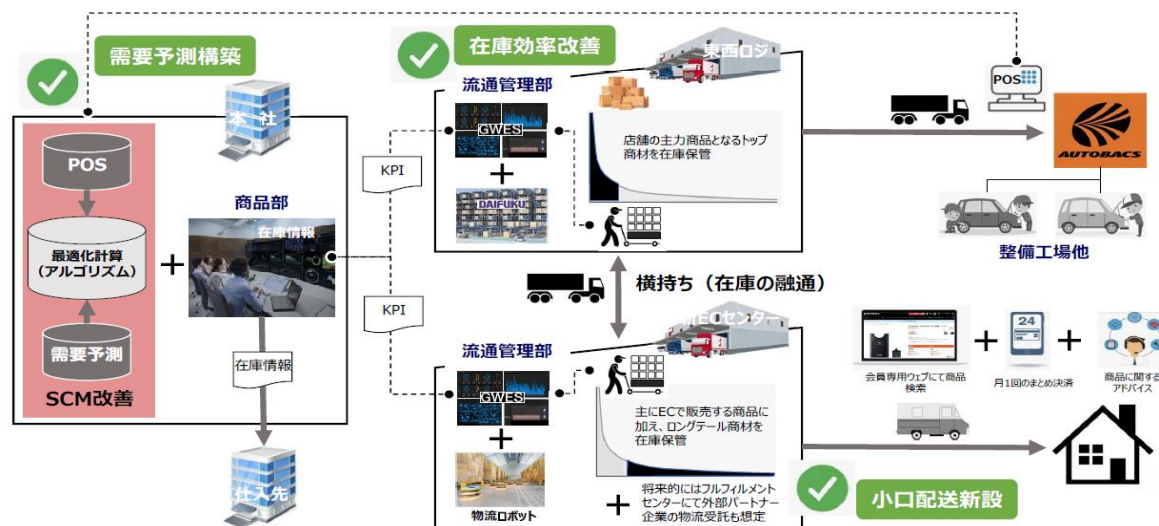 需要予測構築
本 社
POS
最適化計算
(アルゴリズム)
需要予測
SCM改善
商品部
在庫情報
在庫情報
仕入先
KPI
KPI
在庫効率改善
東西ロジ
流通管理部
GWES
DAIFUKU
店舗の主力商品となるトップ
商材を在庫保管
横持ち（在庫の融通）
ECセンター
流通管理部
GWES
物流ロボット
主にECで販売する商品に
加え、ロングテール商材を
在庫保管
将来的にはフルフィルメント
センターにて外部パートナー
企業の物流受託も想定
POS
AUTOBACS
整備工場他
会員専用ウェブにて商品
検索
24
月1回のまとめ決済
商品に関する
アドバイス
小口配送新設